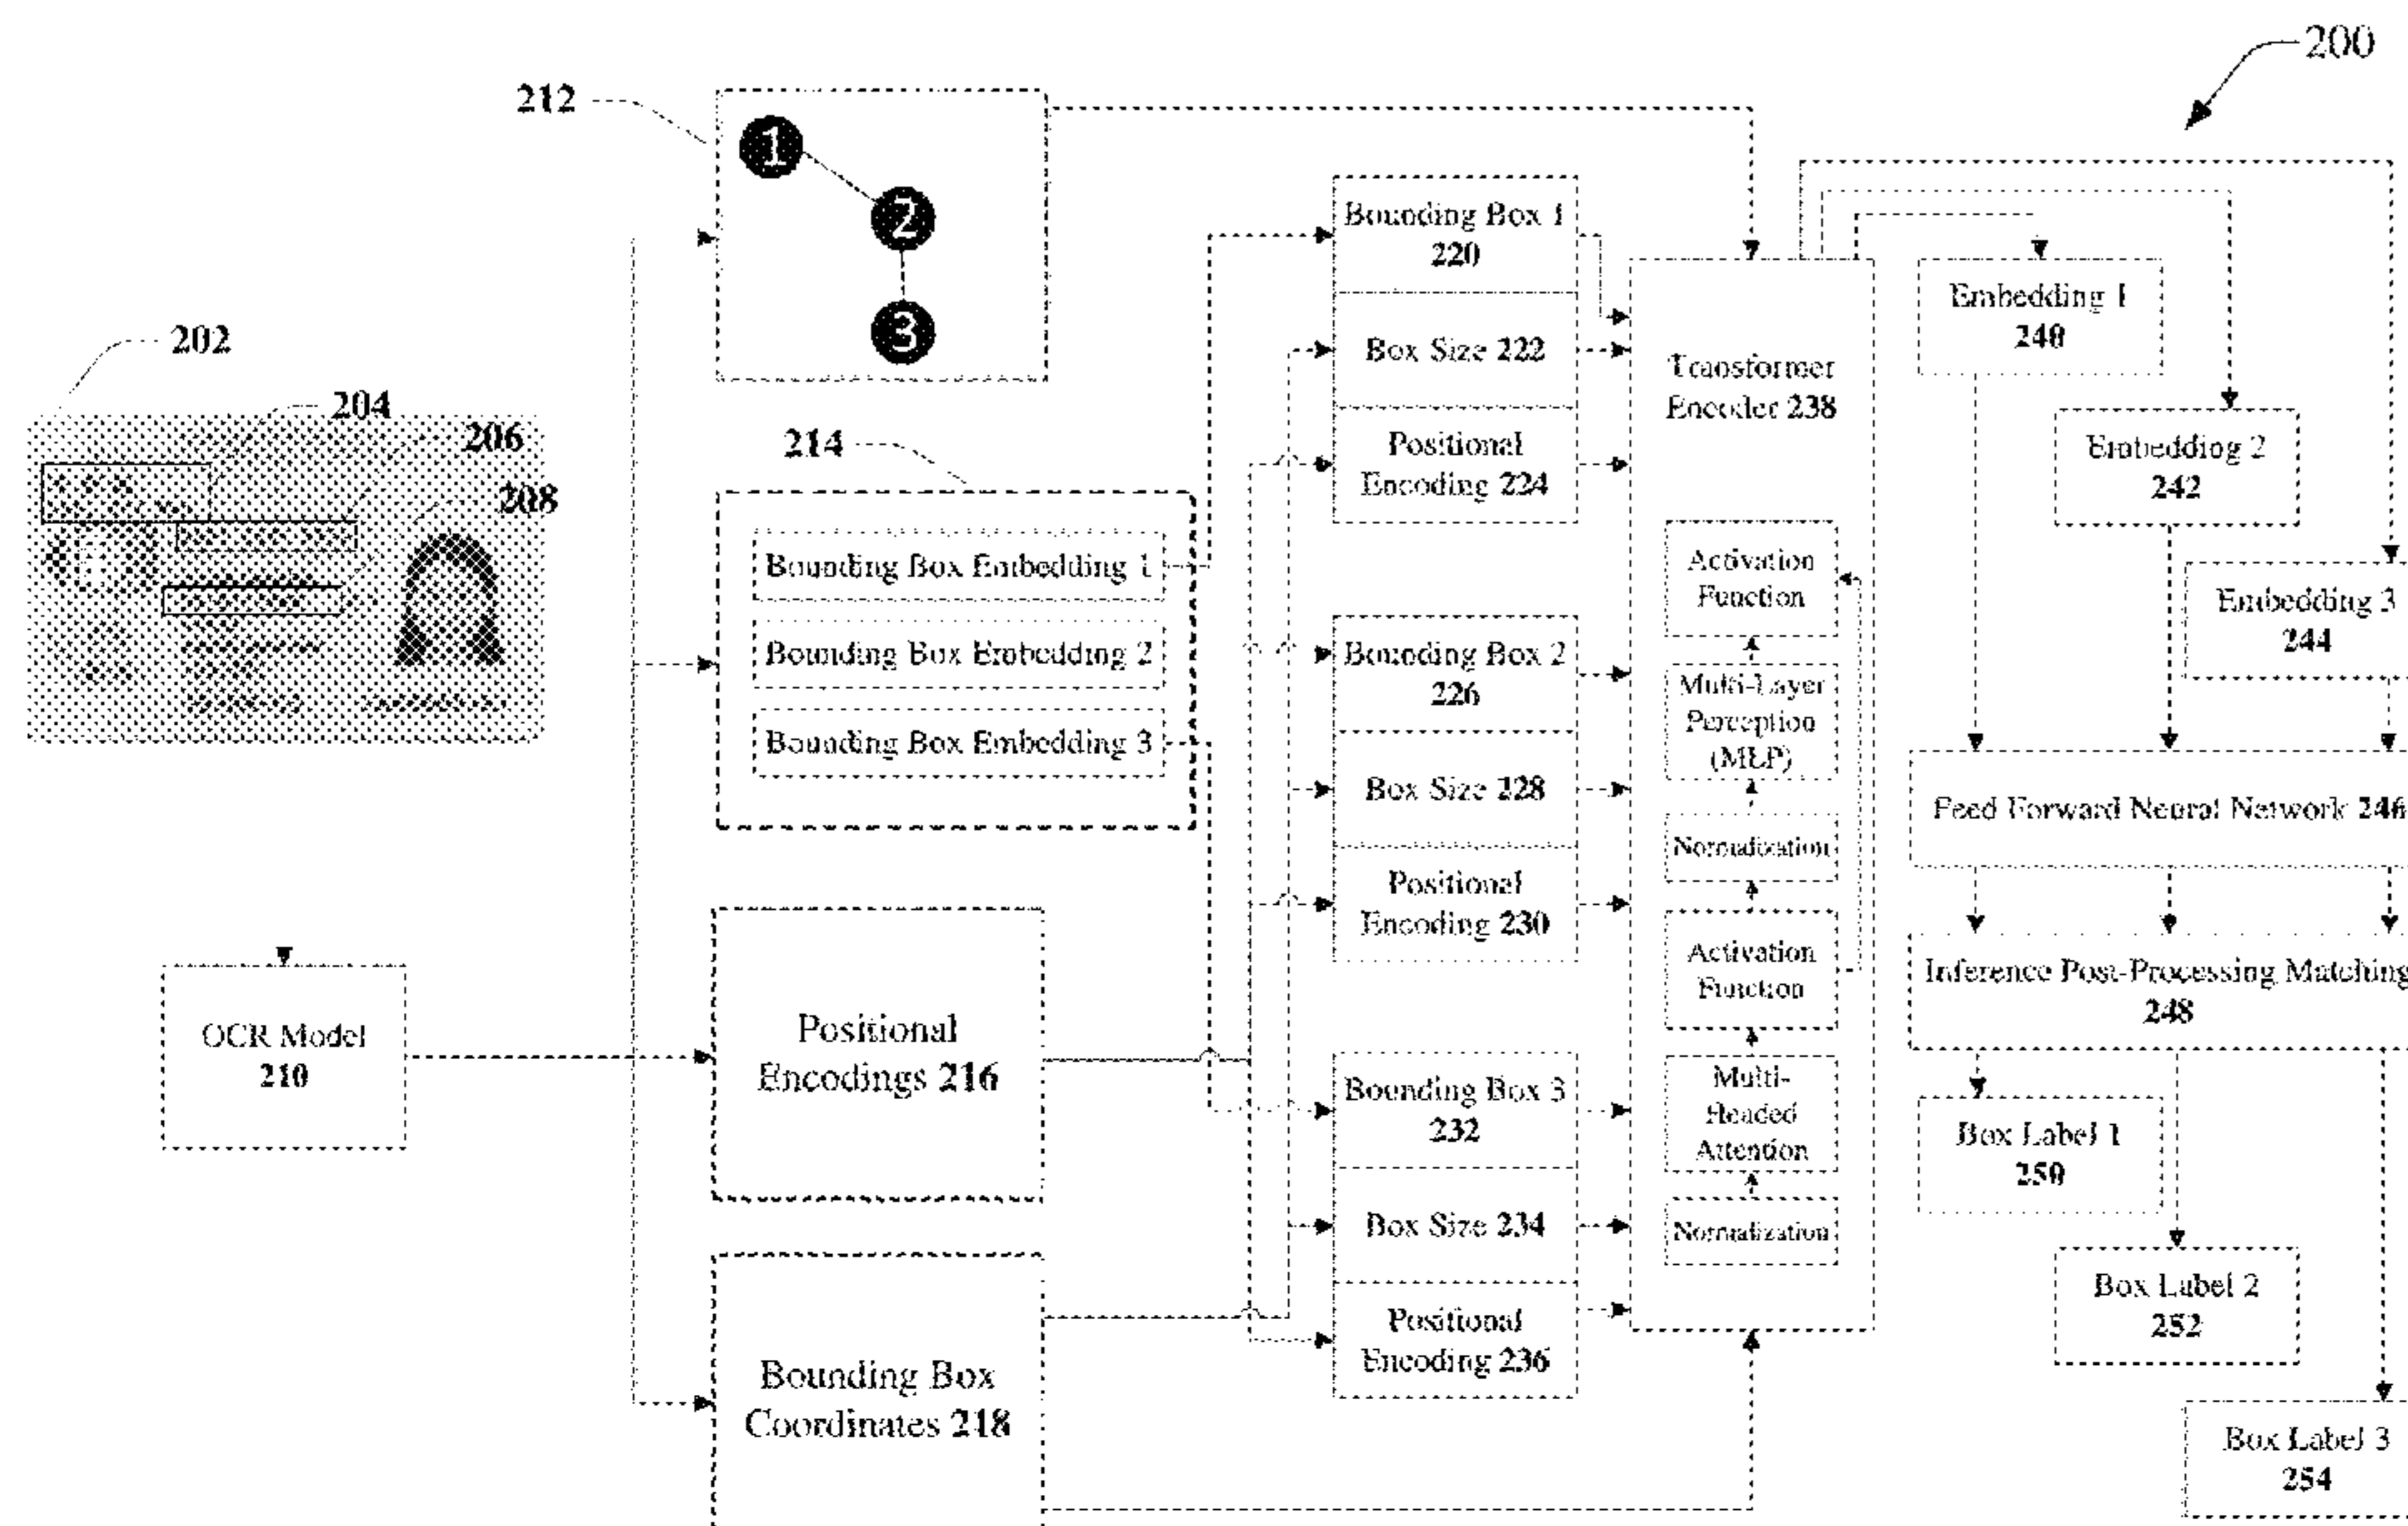 200
212
1
2
3
202
204
206
208
214
Bounding Box Embedding 1
Bounding Box Embedding 2
Bounding Box Embedding 3
OCR Model
210
Positional
Encodings 216
Bounding Box
Coordinates 218
Bounding Box 1
220
Box Size 222
Positional
Encoding 224
Bounding Box 2
226
Box Size 228
Positional
Encoding 230
Bounding Box 3
232
Box Size 234
Positional
Encoding 236
Transformer
Encoder 238
Activation
Function
Multi-Layer
Perception
(MLP)
Normalization
Activation
Function
Multi-
Headed
Attention
Normalization
Embedding 1
240
Embedding 2
242
Embedding 3
244
Feed Forward Neural Network 246
Inference Post-Processing Matching
248
Box Label 1
250
Box Label 2
252
Box Label 3
254